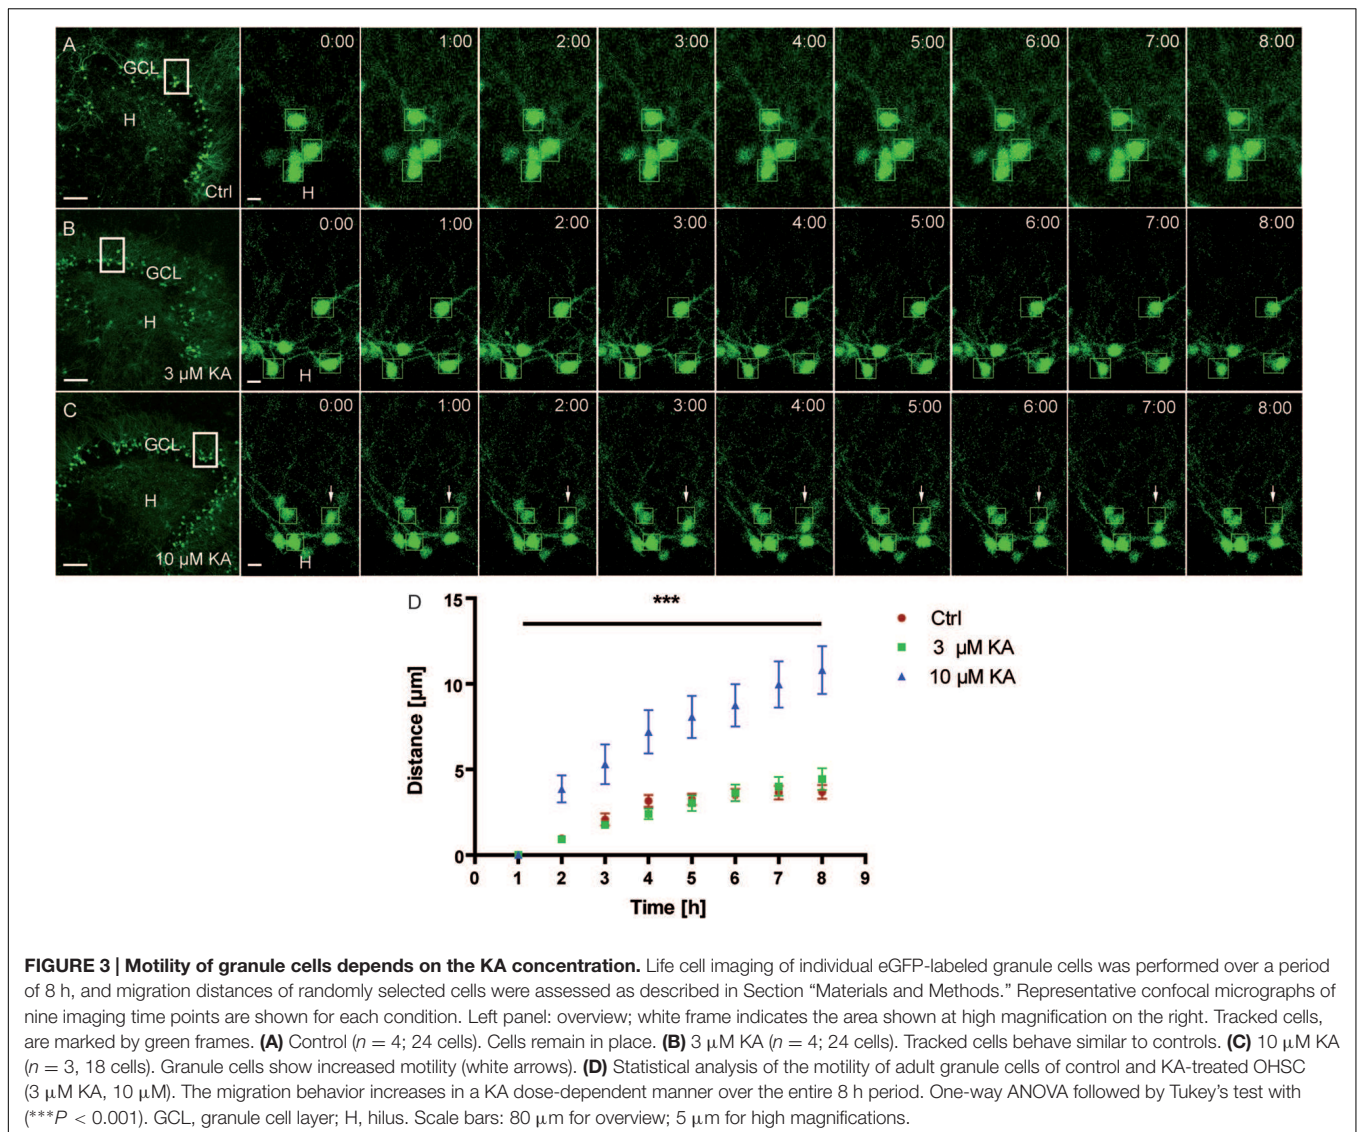 A GCL H Ctrl 0:00 H 1:00 2:00 3:00 4:00 5:00 6:00 7:00 8:00
B GCL H 3 µM KA 0:00 H 1:00 2:00 3:00 4:00 5:00 6:00 7:00 8:00
C GCL H 10 µM KA 0:00 H 1:00 2:00 3:00 4:00 5:00 6:00 7:00 8:00
D
15
10
5
0
Distance [µm]
***
0 1 2 3 4 5 6 7 8 9
Time [h]
Ctrl
3 µM KA
10 µM KA
FIGURE 3 | Motility of granule cells depends on the KA concentration. Life cell imaging of individual eGFP-labeled granule cells was performed over a period
of 8 h, and migration distances of randomly selected cells were assessed as described in Section “Materials and Methods.” Representative confocal micrographs of
nine imaging time points are shown for each condition. Left panel: overview; white frame indicates the area shown at high magnification on the right. Tracked cells,
are marked by green frames. (A) Control (n = 4; 24 cells). Cells remain in place. (B) 3 µM KA (n = 4; 24 cells). Tracked cells behave similar to controls. (C) 10 µM KA
(n = 3, 18 cells). Granule cells show increased motility (white arrows). (D) Statistical analysis of the motility of adult granule cells of control and KA-treated OHSC
(3 µM KA, 10 µM). The migration behavior increases in a KA dose-dependent manner over the entire 8 h period. One-way ANOVA followed by Tukey’s test with
(***P < 0.001). GCL, granule cell layer; H, hilus. Scale bars: 80 µm for overview; 5 µm for high magnifications.